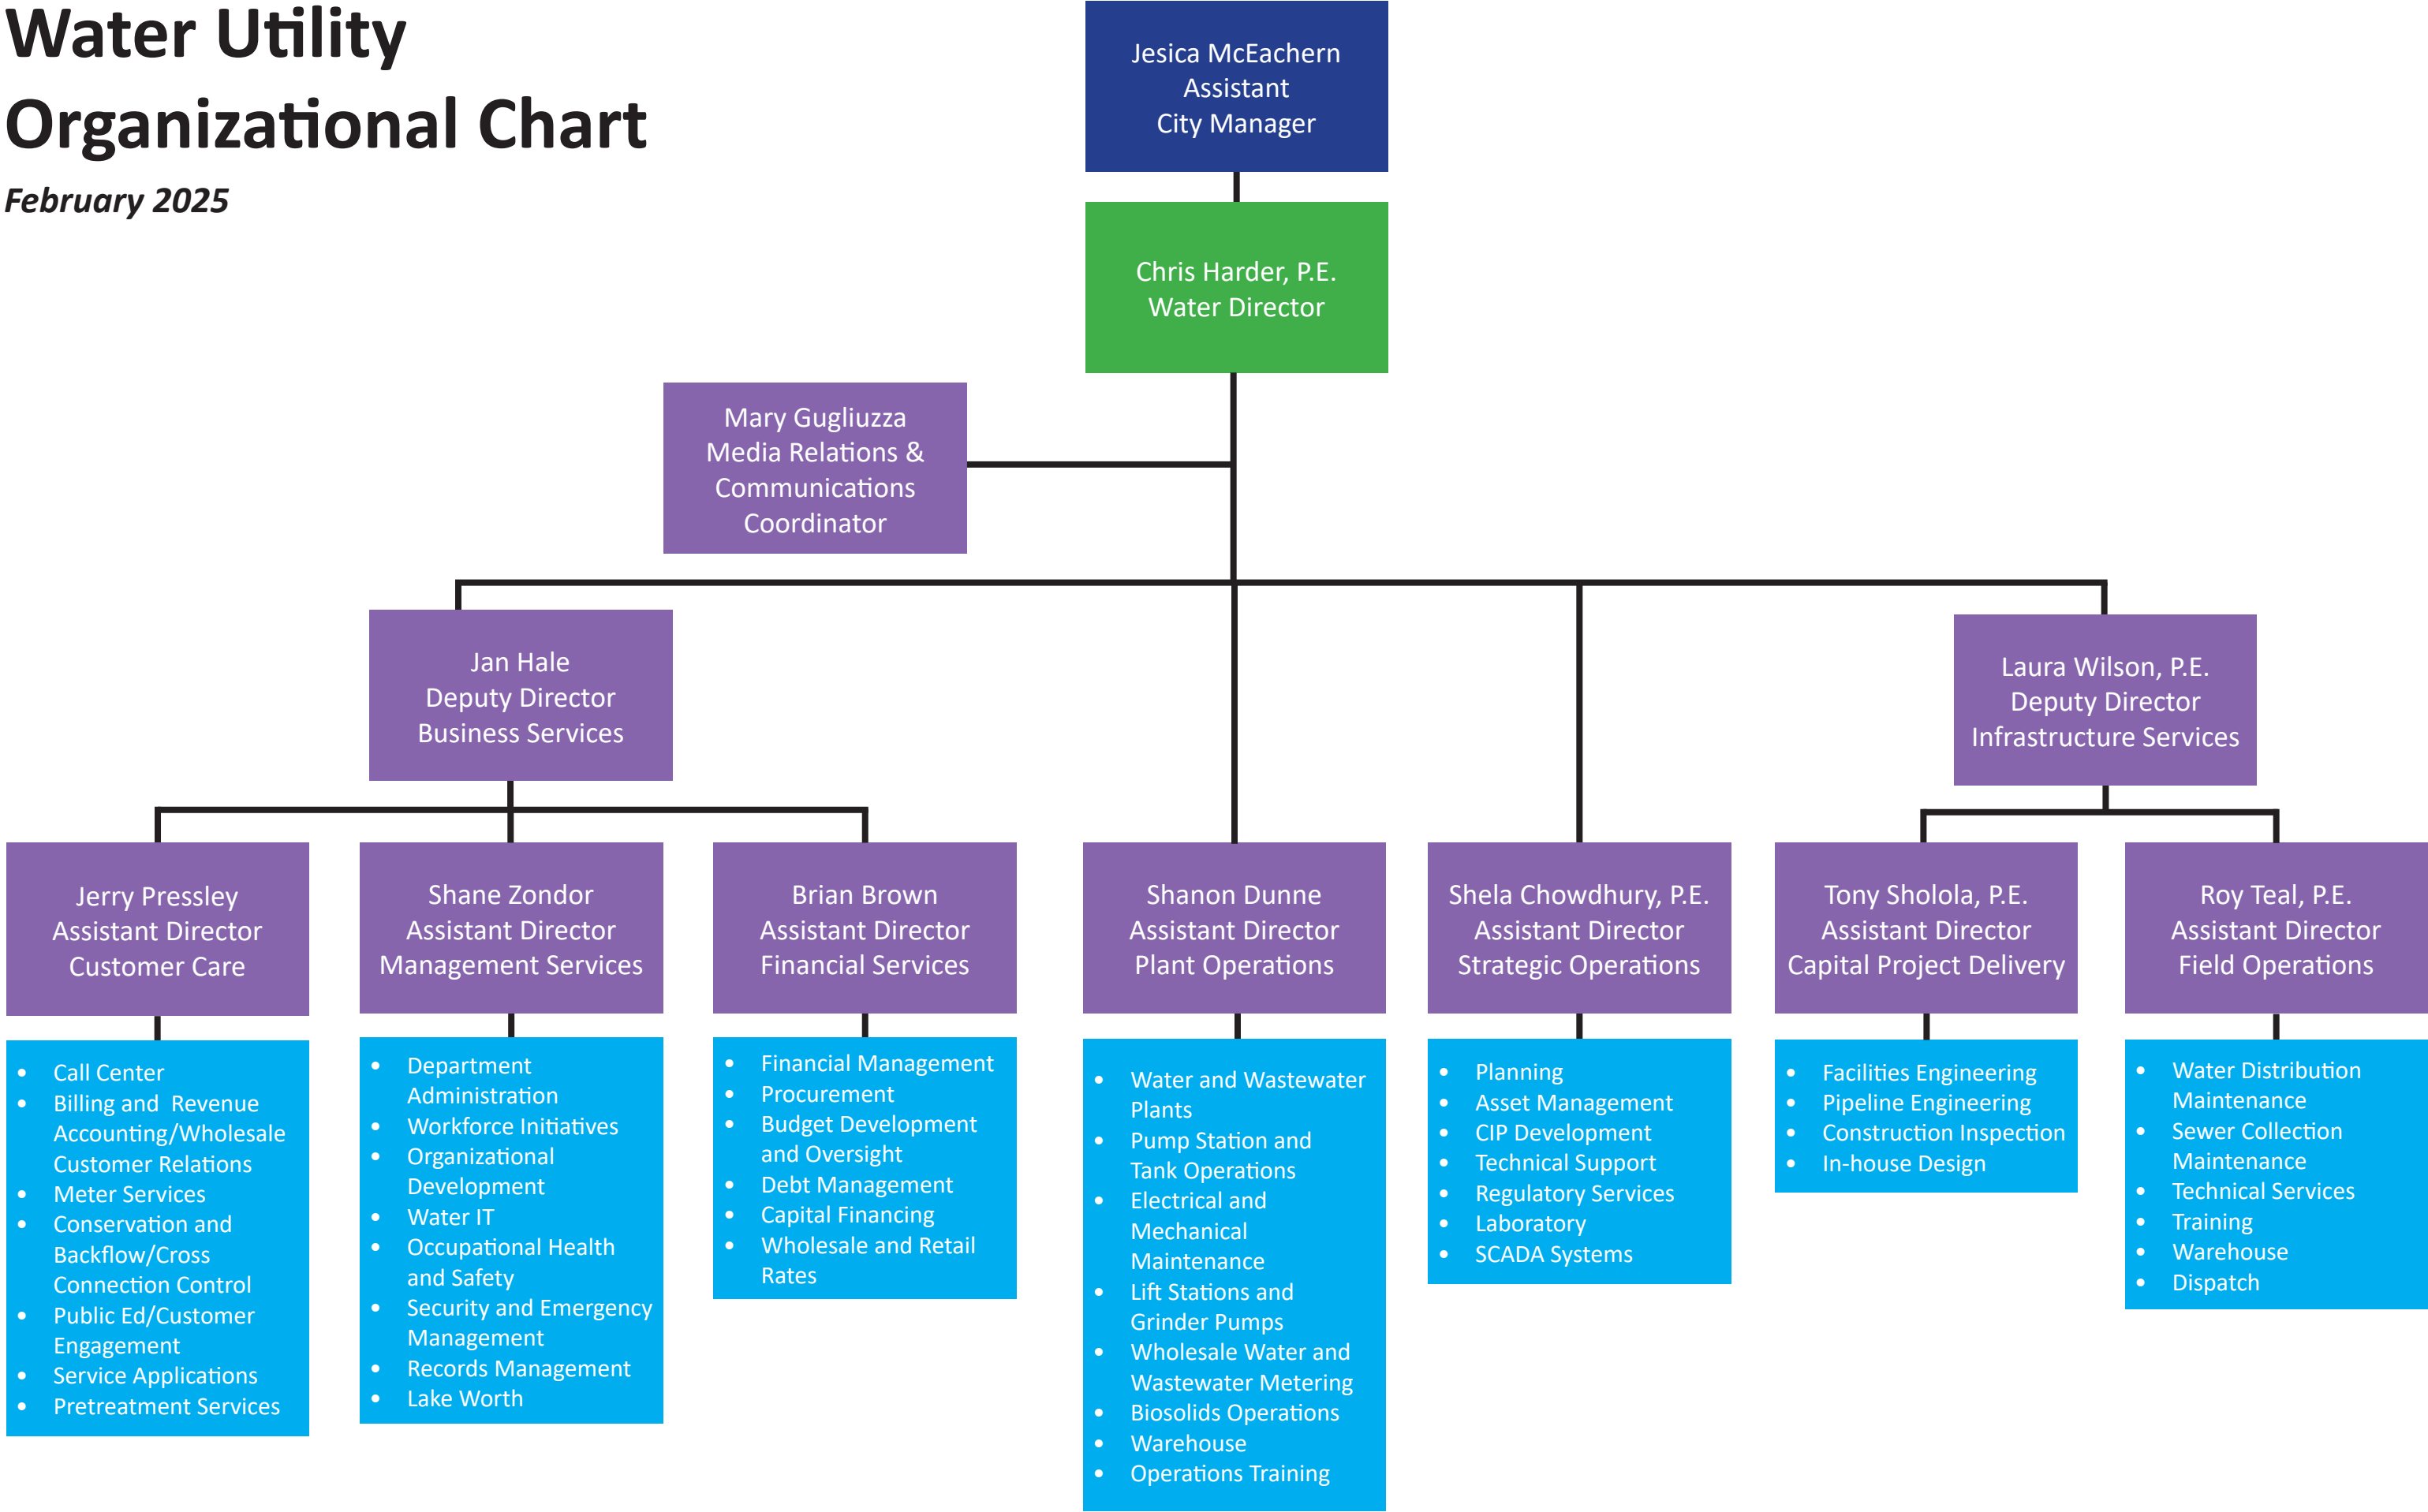 Water Utility
Organizational Chart
February 2025
Jesica McEachern
Assistant
City Manager
Chris Harder, P.E.
Water Director
Mary Gugliuzza
Media Relations &
Communications
Coordinator
Jan Hale
Deputy Director
Business Services
Laura Wilson, P.E.
Deputy Director
Infrastructure Services
Jerry Pressley
Assistant Director
Customer Care
Shane Zondor
Assistant Director
Management Services
Brian Brown
Assistant Director
Financial Services
Shanon Dunne
Assistant Director
Plant Operations
Shela Chowdhury, P.E.
Assistant Director
Strategic Operations
Tony Sholola, P.E.
Assistant Director
Capital Project Delivery
Roy Teal, P.E.
Assistant Director
Field Operations
• Call Center
• Billing and Revenue
Accounting/Wholesale
Customer Relations
• Meter Services
• Conservation and
Backflow/Cross
Connection Control
• Public Ed/Customer
Engagement
• Service Applications
• Pretreatment Services
• Department
Administration
• Workforce Initiatives
• Organizational
Development
• Water IT
• Occupational Health
and Safety
• Security and Emergency
Management
• Records Management
• Lake Worth
• Financial Management
• Procurement
• Budget Development
and Oversight
• Debt Management
• Capital Financing
• Wholesale and Retail
Rates
• Water and Wastewater
Plants
• Pump Station and
Tank Operations
• Electrical and
Mechanical
Maintenance
• Lift Stations and
Grinder Pumps
• Wholesale Water and
Wastewater Metering
• Biosolids Operations
• Warehouse
• Operations Training
• Planning
• Asset Management
• CIP Development
• Technical Support
• Regulatory Services
• Laboratory
• SCADA Systems
• Facilities Engineering
• Pipeline Engineering
• Construction Inspection
• In-house Design
• Water Distribution
Maintenance
• Sewer Collection
Maintenance
• Technical Services
• Training
• Warehouse
• Dispatch